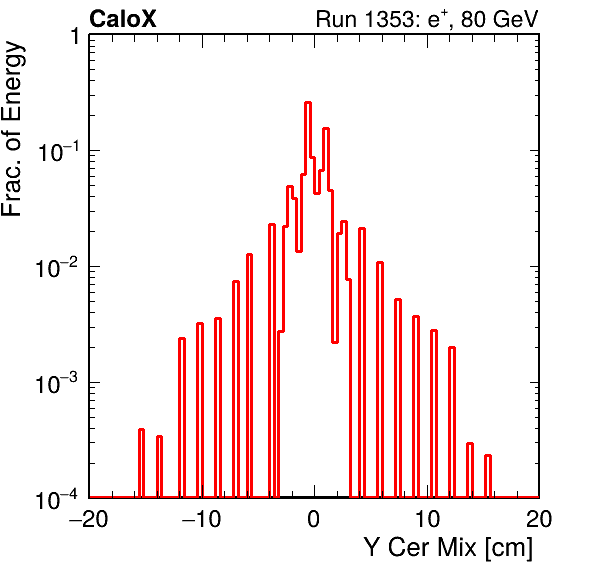 CaloX Run 1353: e⁺, 80 GeV
Frac. of Energy
1
10⁻¹
10⁻²
10⁻³
10⁻⁴
−20 −10 0 10 20
Y Cer Mix [cm]